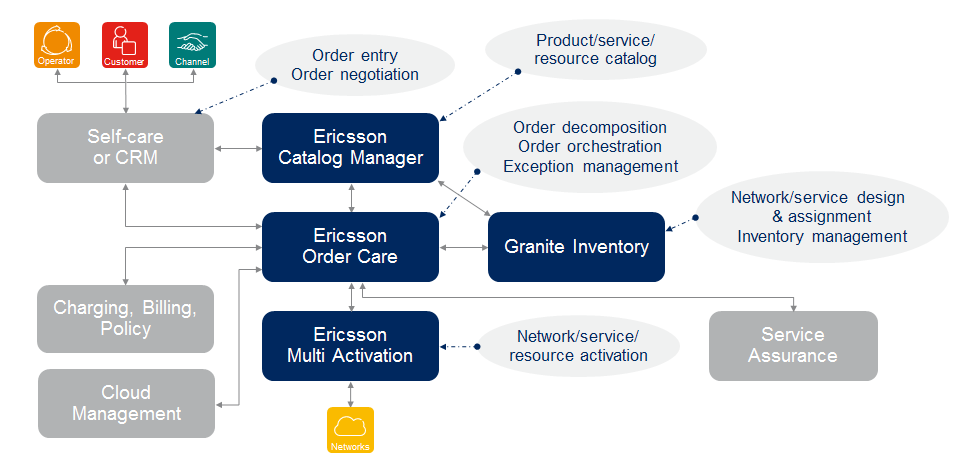 Operator
Customer
Channel
Order entry
Order negotiation
Product/service/
resource catalog
Self-care
or CRM
Ericsson
Catalog Manager
Order decomposition
Order orchestration
Exception management
Ericsson
Order Care
Granite Inventory
Network/service design
& assignment
Inventory management
Charging, Billing,
Policy
Ericsson
Multi Activation
Network/service/
resource activation
Service
Assurance
Cloud
Management
Networks